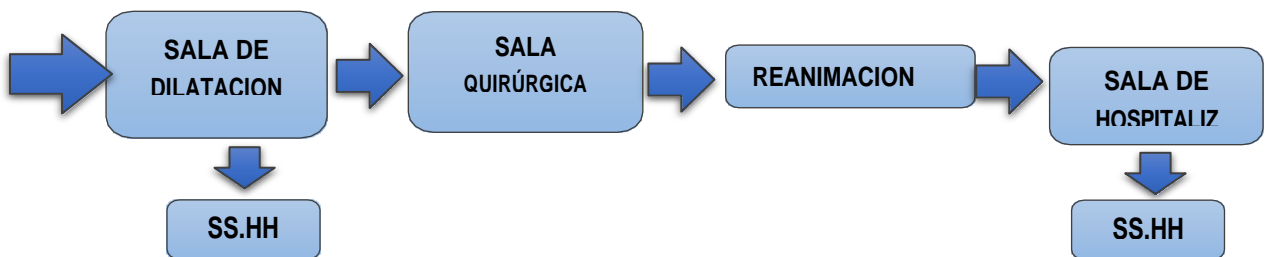 SALA DE
DILATACION
SALA
QUIRÚRGICA
REANIMACION
SALA DE
HOSPITALIZ
SS.HH
SS.HH